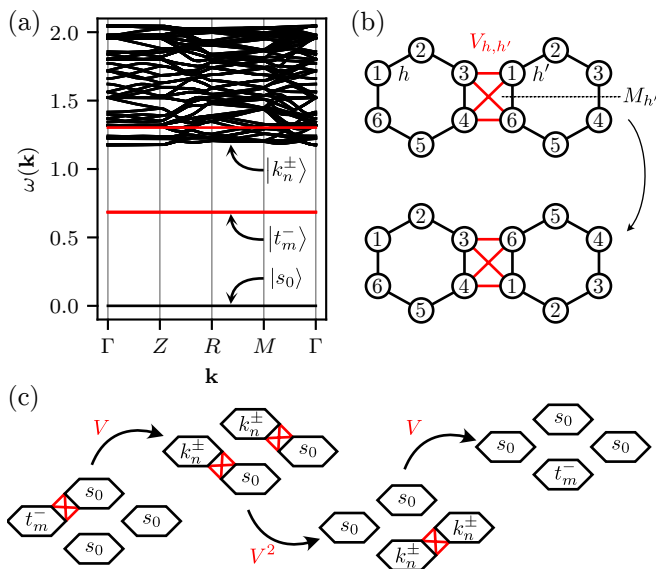 (a)
2.0
1.5
1.0
0.5
0.0
ω(k)
|k_n^±⟩
|t_m^-⟩
|s_0⟩
Γ Z R M Γ
k
(b)
V_{h,h'}
2 2
1 h 3 1 h' 3
M_{h'}
6 4 6 4
5 5
2 5
1 3 6 4
6 4 1 2
5 3
(c)
V
k_n^±
k_n^± s_0
s_0
s_0
t_m^- s_0
s_0
V^2
V
s_0
s_0 s_0
t_m^-
s_0
s_0 k_n^±
k_n^±